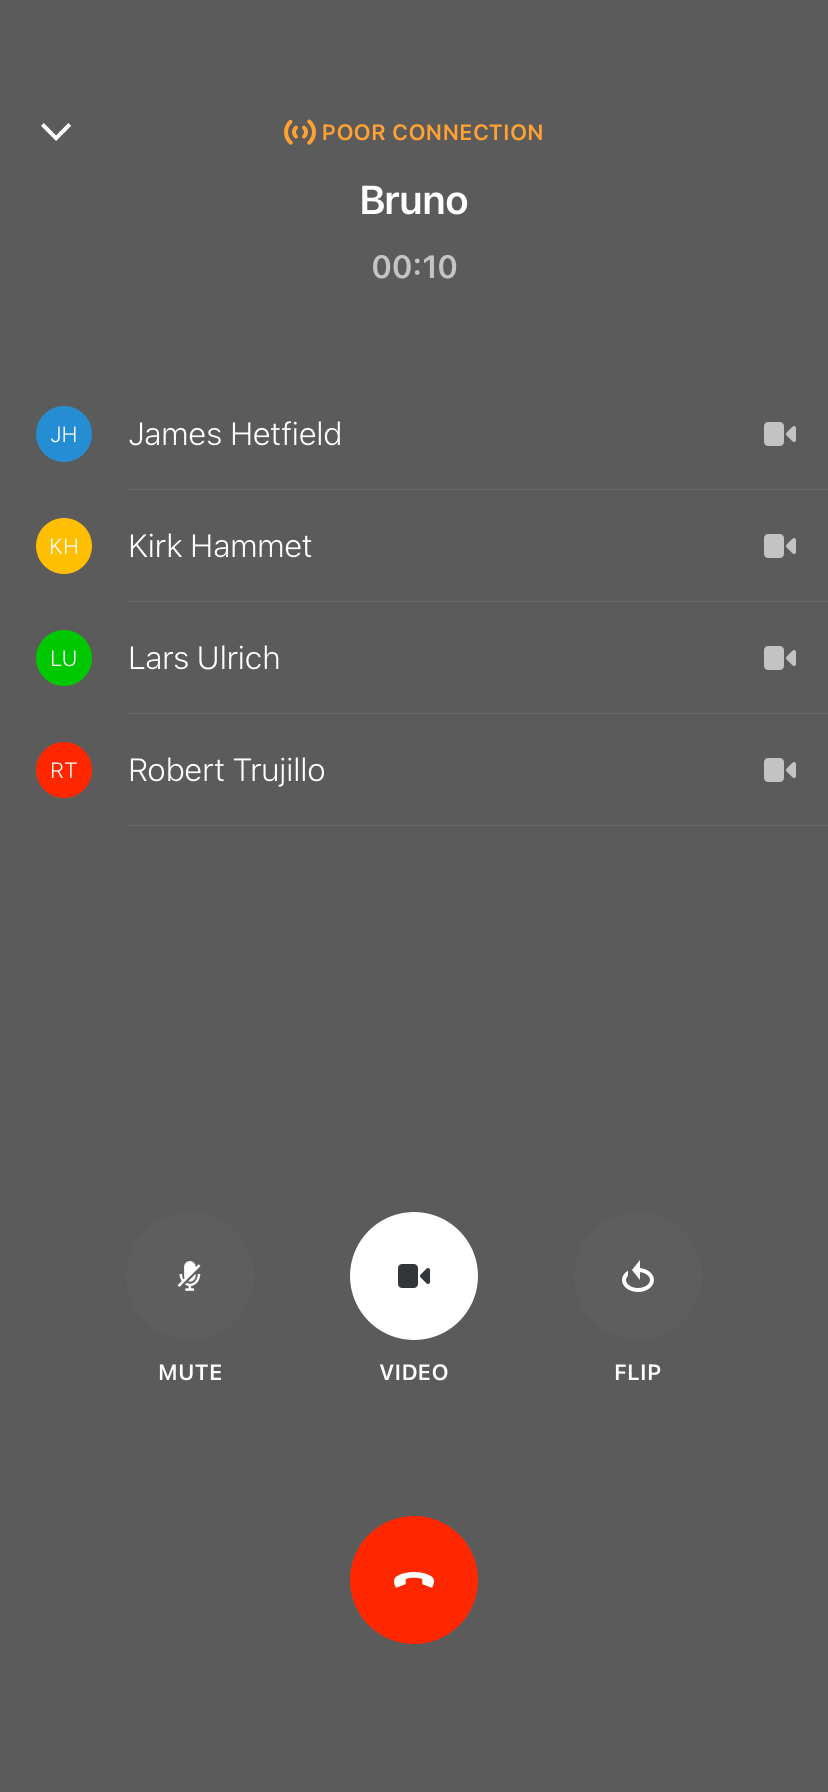 POOR CONNECTION
Bruno
00:10
JH James Hetfield
KH Kirk Hammet
LU Lars Ulrich
RT Robert Trujillo
MUTE VIDEO FLIP